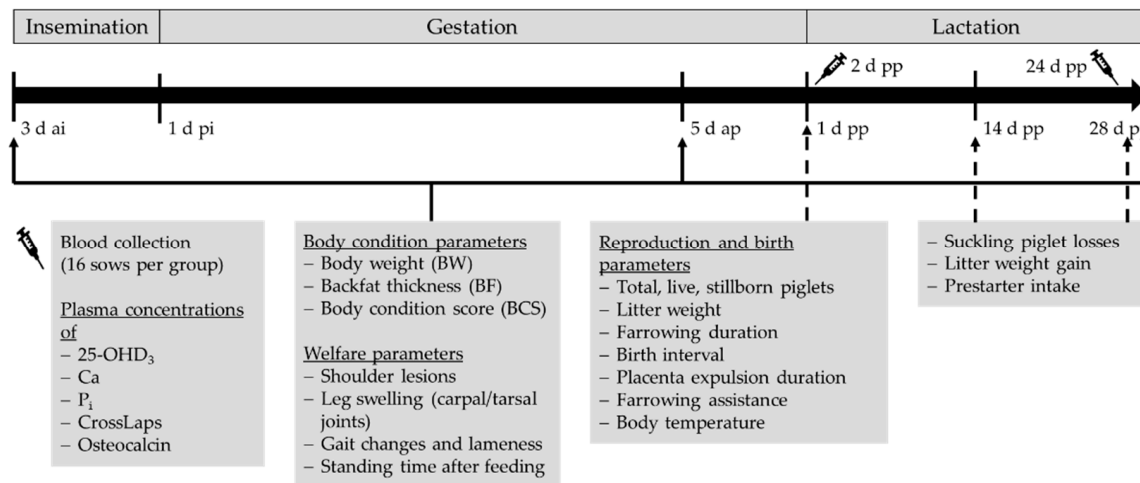 Insemination
Gestation
Lactation
2 d pp
24 d pp
3 d ai
1 d pi
5 d ap
1 d pp
14 d pp
28 d p
Blood collection
(16 sows per group)
Plasma concentrations
of
– 25-OHD₃
– Ca
– Pᵢ
– CrossLaps
– Osteocalcin
Body condition parameters
– Body weight (BW)
– Backfat thickness (BF)
– Body condition score (BCS)
Welfare parameters
– Shoulder lesions
– Leg swelling (carpal/tarsal
joints)
– Gait changes and lameness
– Standing time after feeding
Reproduction and birth
parameters
– Total, live, stillborn piglets
– Litter weight
– Farrowing duration
– Birth interval
– Placenta expulsion duration
– Farrowing assistance
– Body temperature
– Suckling piglet losses
– Litter weight gain
– Prestarter intake